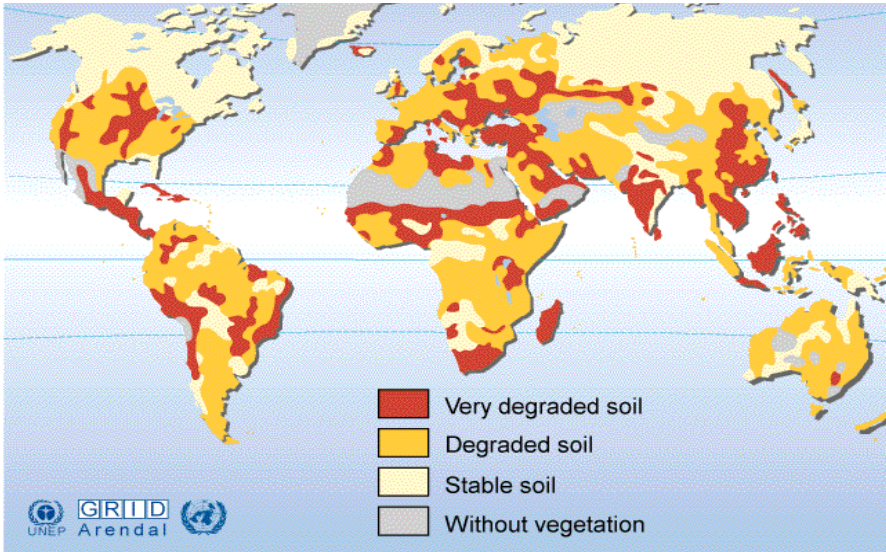 Very degraded soil
Degraded soil
Stable soil
Without vegetation
UNEP
GRID
Arendal